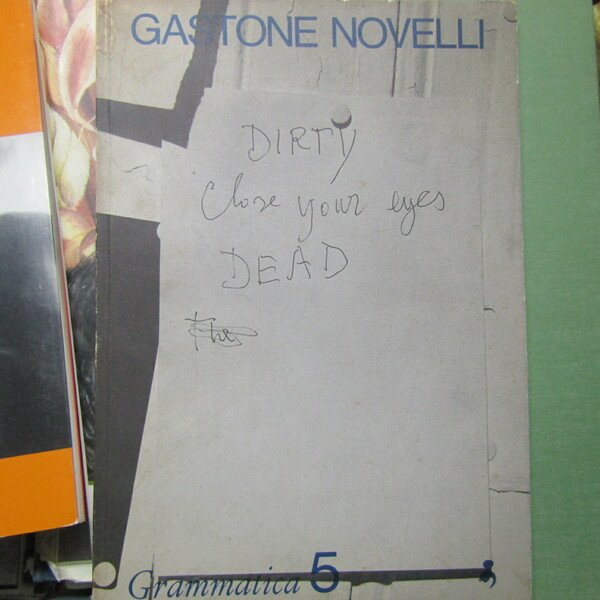 GASTONE NOVELLI
DIRTY
Close your eyes
DEAD
Grammatica 5